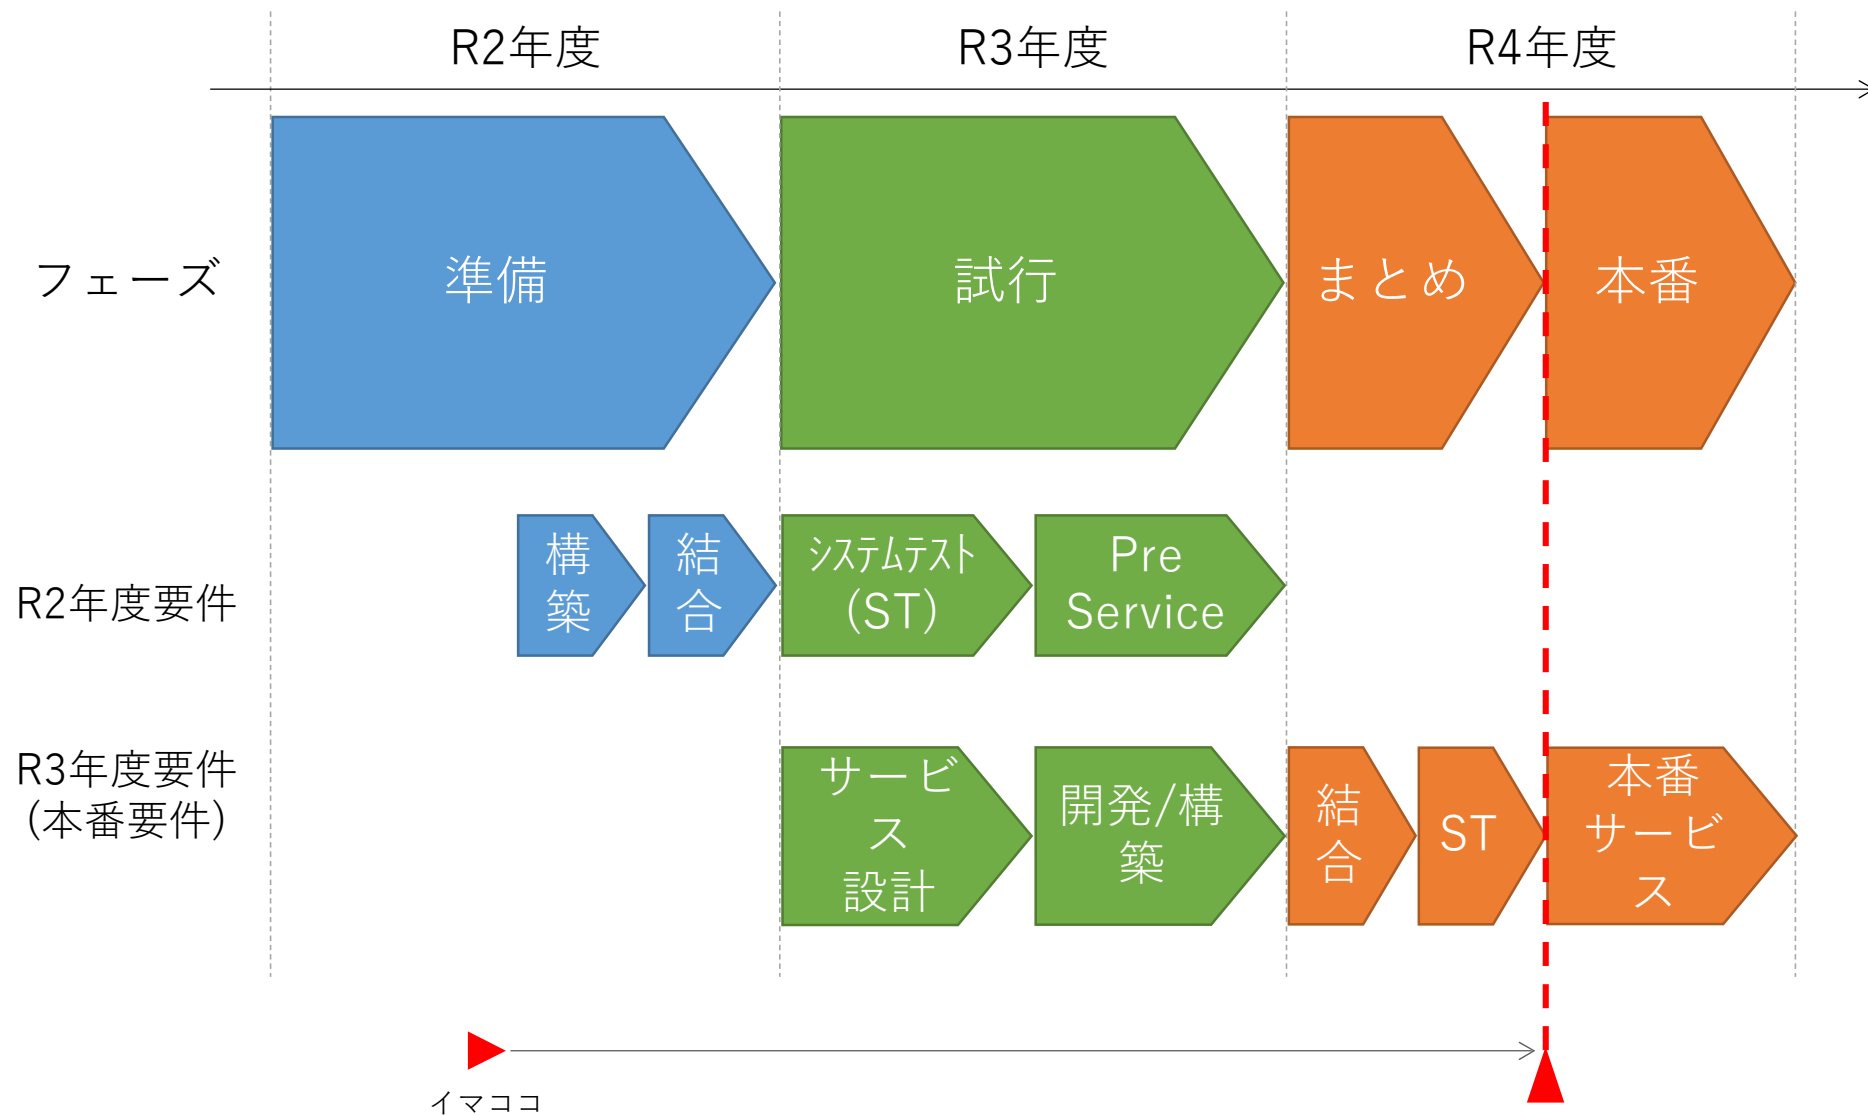 R2年度
R3年度
R4年度
フェーズ
準備
試行
まとめ
本番
R2年度要件
構
築
結
合
システムテスト
(ST)
Pre
Service
R3年度要件
(本番要件)
サービ
ス
設計
開発/構
築
結
合
ST
本番
サービ
ス
イマココ